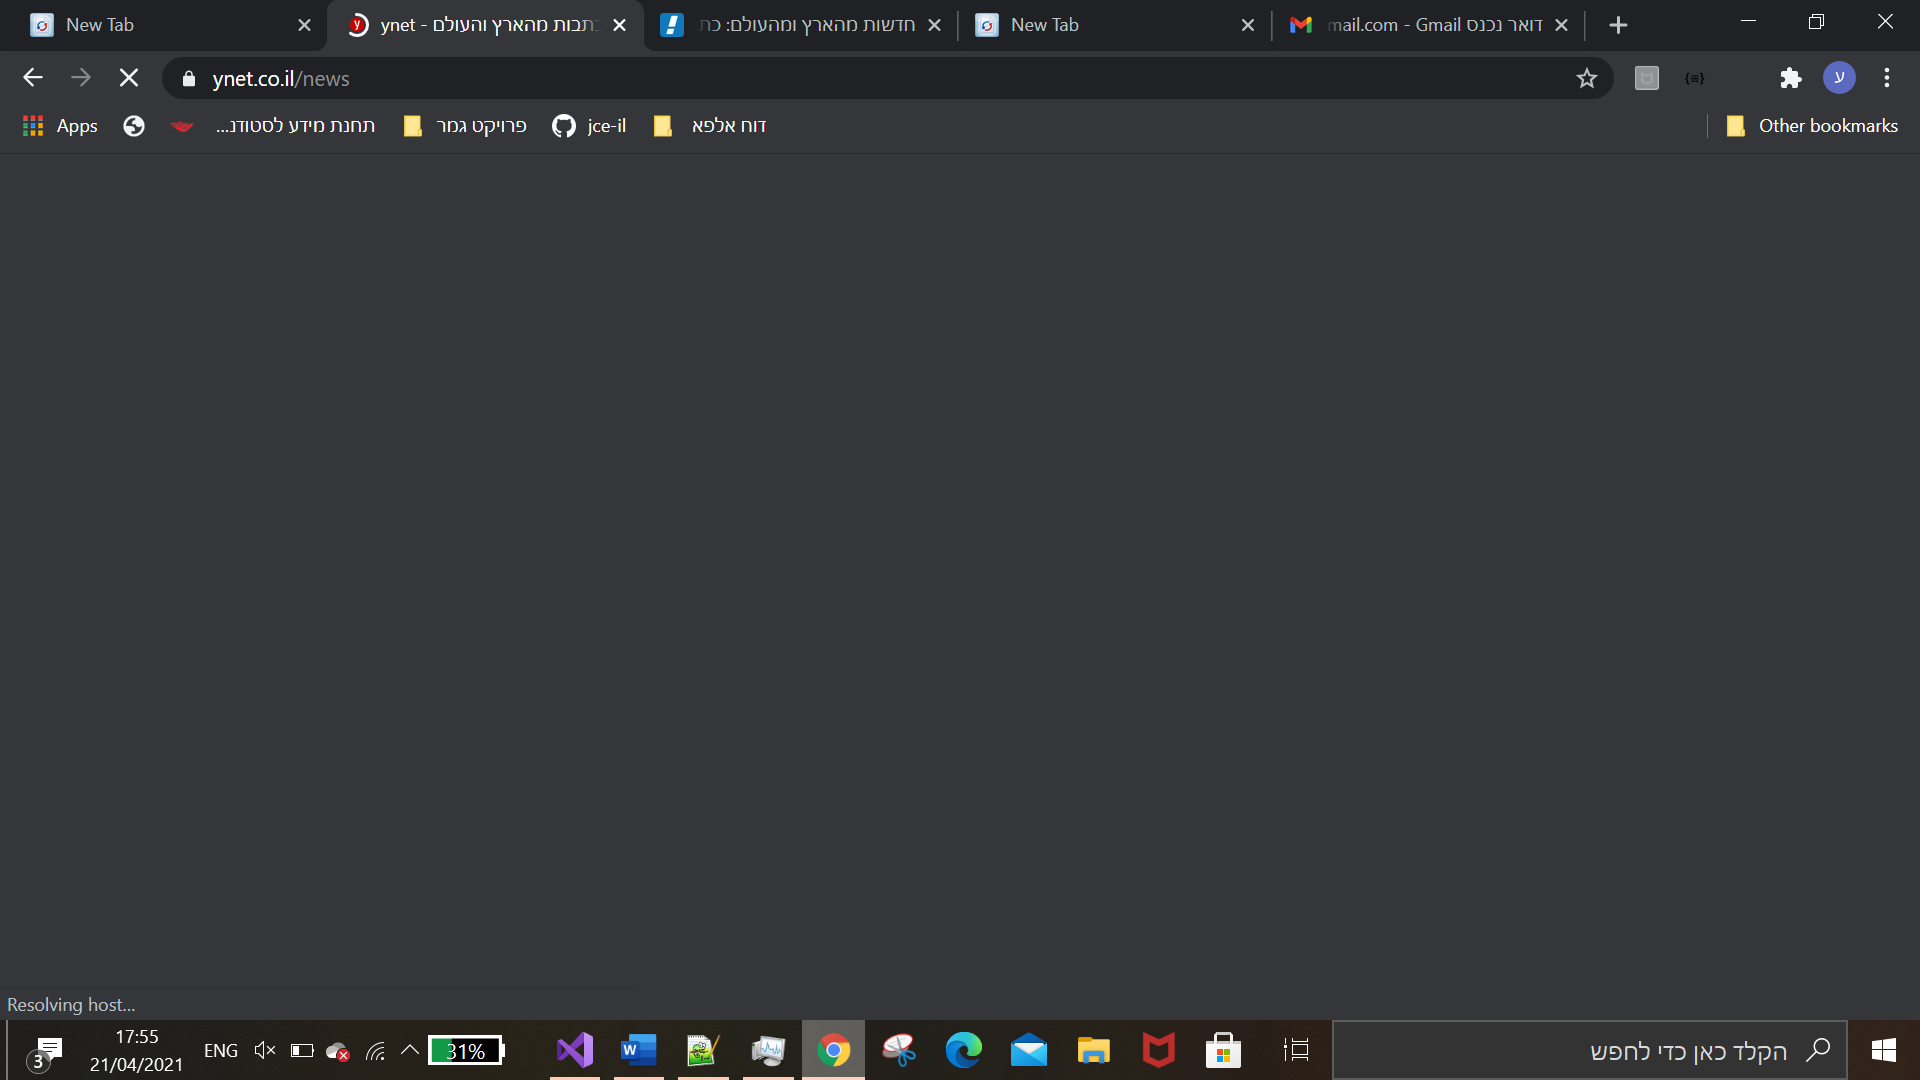 New Tab
ynet - כתבות מהארץ והעולם
חדשות מהארץ ומהעולם: כת
New Tab
דואר נכנס mail.com - Gmail
ynet.co.il/news
ע
Apps
תחנת מידע לסטודנ...
פרויקט גמר
jce-il
דוח אלפא
Other bookmarks
Resolving host...
3
17:55
21/04/2021
ENG
31%
הקלד כאן כדי לחפש